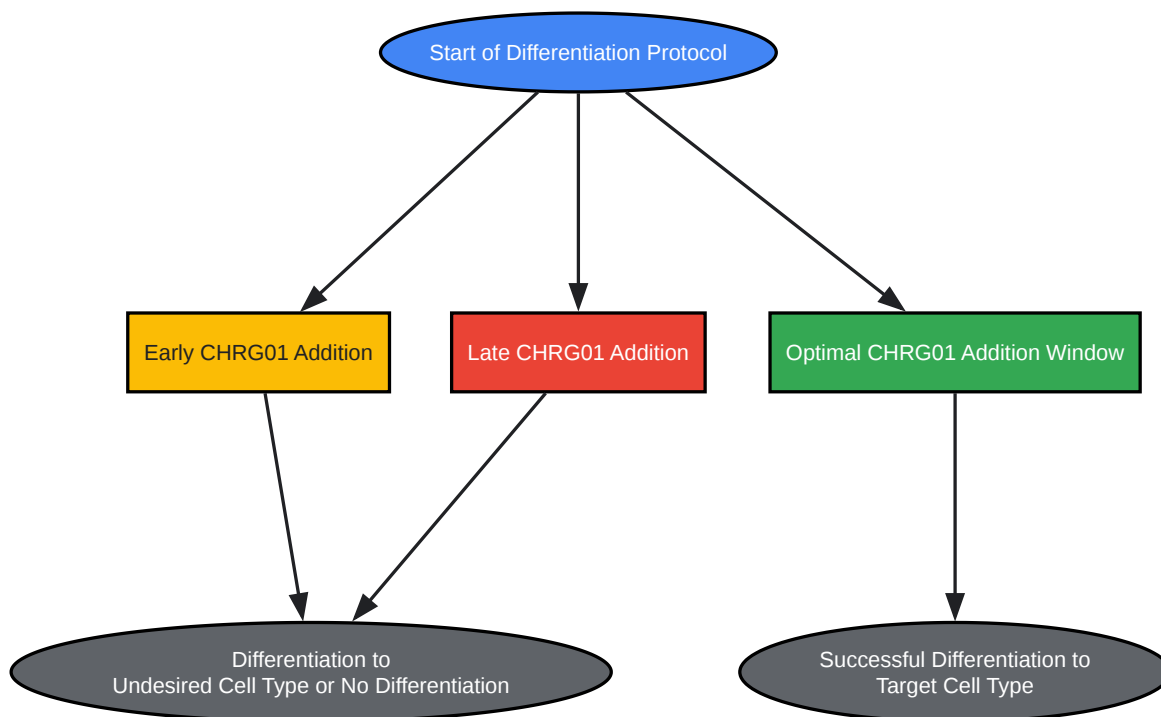 Start of Differentiation Protocol
Early CHRG01 Addition
Late CHRG01 Addition
Optimal CHRG01 Addition Window
Differentiation to
Undesired Cell Type or No Differentiation
Successful Differentiation to
Target Cell Type